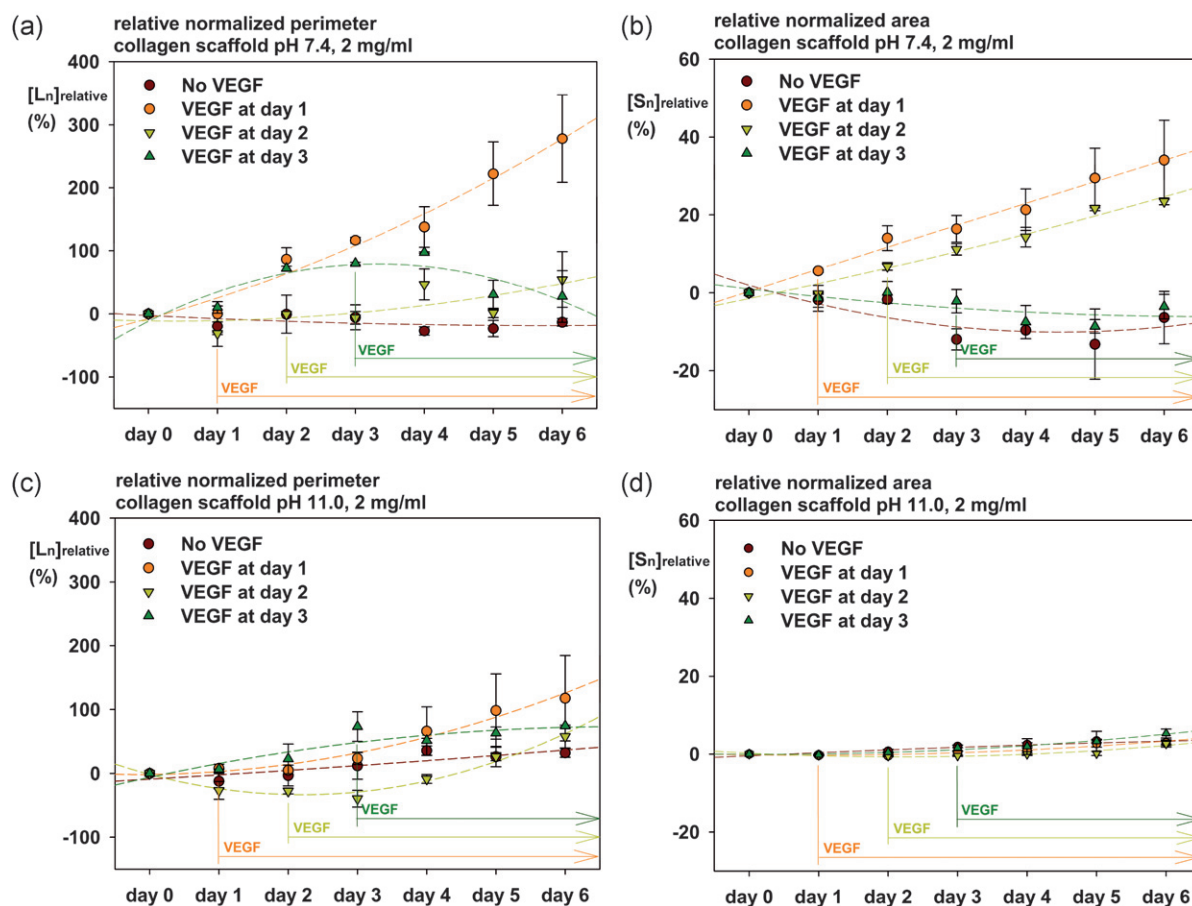 (a)
relative normalized perimeter
collagen scaffold pH 7.4, 2 mg/ml
400
300
200
100
0
-100
[Ln]relative
(%)
No VEGF
VEGF at day 1
VEGF at day 2
VEGF at day 3
VEGF
VEGF
VEGF
day 0 day 1 day 2 day 3 day 4 day 5 day 6
(b)
relative normalized area
collagen scaffold pH 7.4, 2 mg/ml
60
40
20
0
-20
[Sn]relative
(%)
No VEGF
VEGF at day 1
VEGF at day 2
VEGF at day 3
VEGF
VEGF
VEGF
day 0 day 1 day 2 day 3 day 4 day 5 day 6
(c)
relative normalized perimeter
collagen scaffold pH 11.0, 2 mg/ml
400
300
200
100
0
-100
[Ln]relative
(%)
No VEGF
VEGF at day 1
VEGF at day 2
VEGF at day 3
VEGF
VEGF
VEGF
day 0 day 1 day 2 day 3 day 4 day 5 day 6
(d)
relative normalized area
collagen scaffold pH 11.0, 2 mg/ml
60
40
20
0
-20
[Sn]relative
(%)
No VEGF
VEGF at day 1
VEGF at day 2
VEGF at day 3
VEGF
VEGF
VEGF
day 0 day 1 day 2 day 3 day 4 day 5 day 6